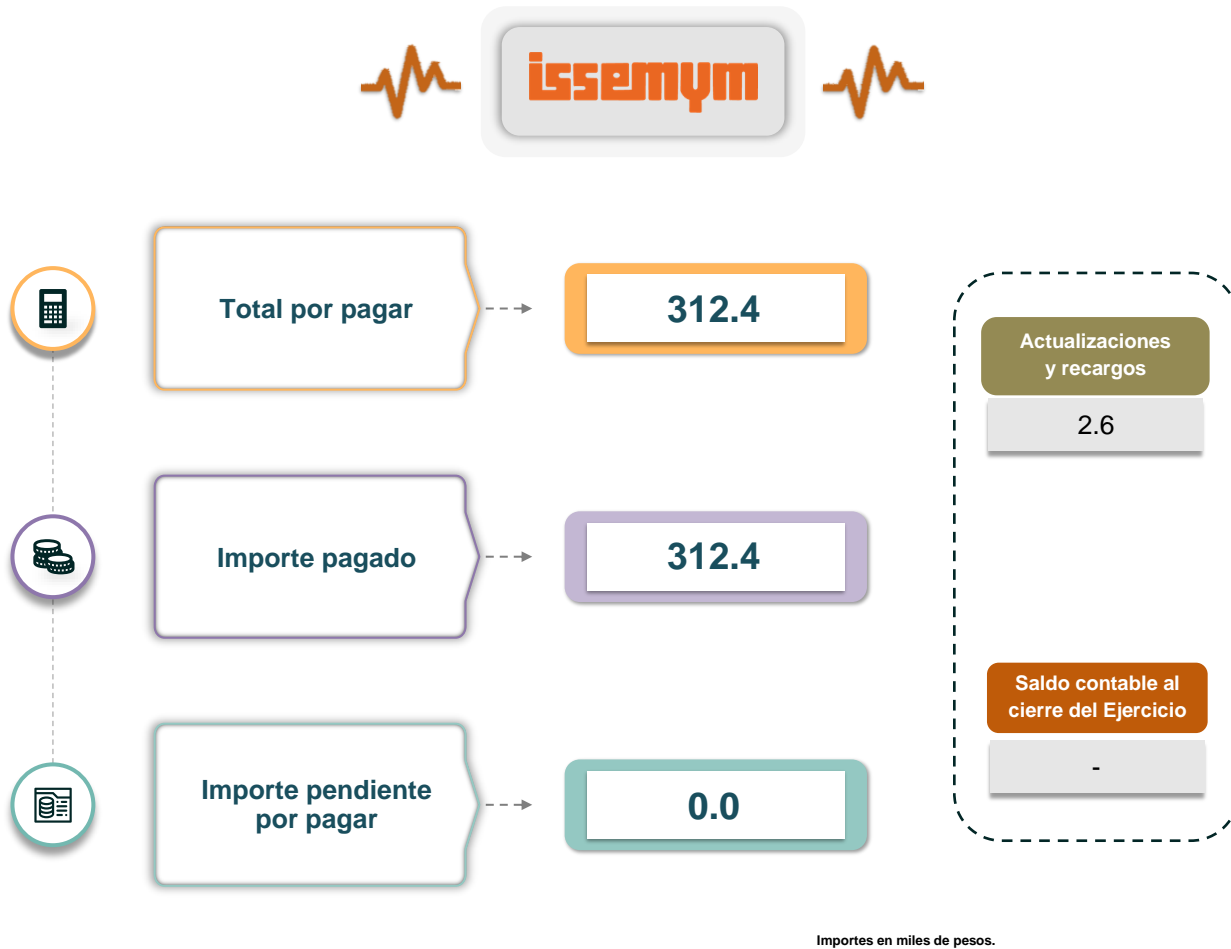 issemym
Total por pagar
312.4
Actualizaciones
y recargos
2.6
Importe pagado
312.4
Saldo contable al
cierre del Ejercicio
-
Importe pendiente
por pagar
0.0
Importes en miles de pesos.